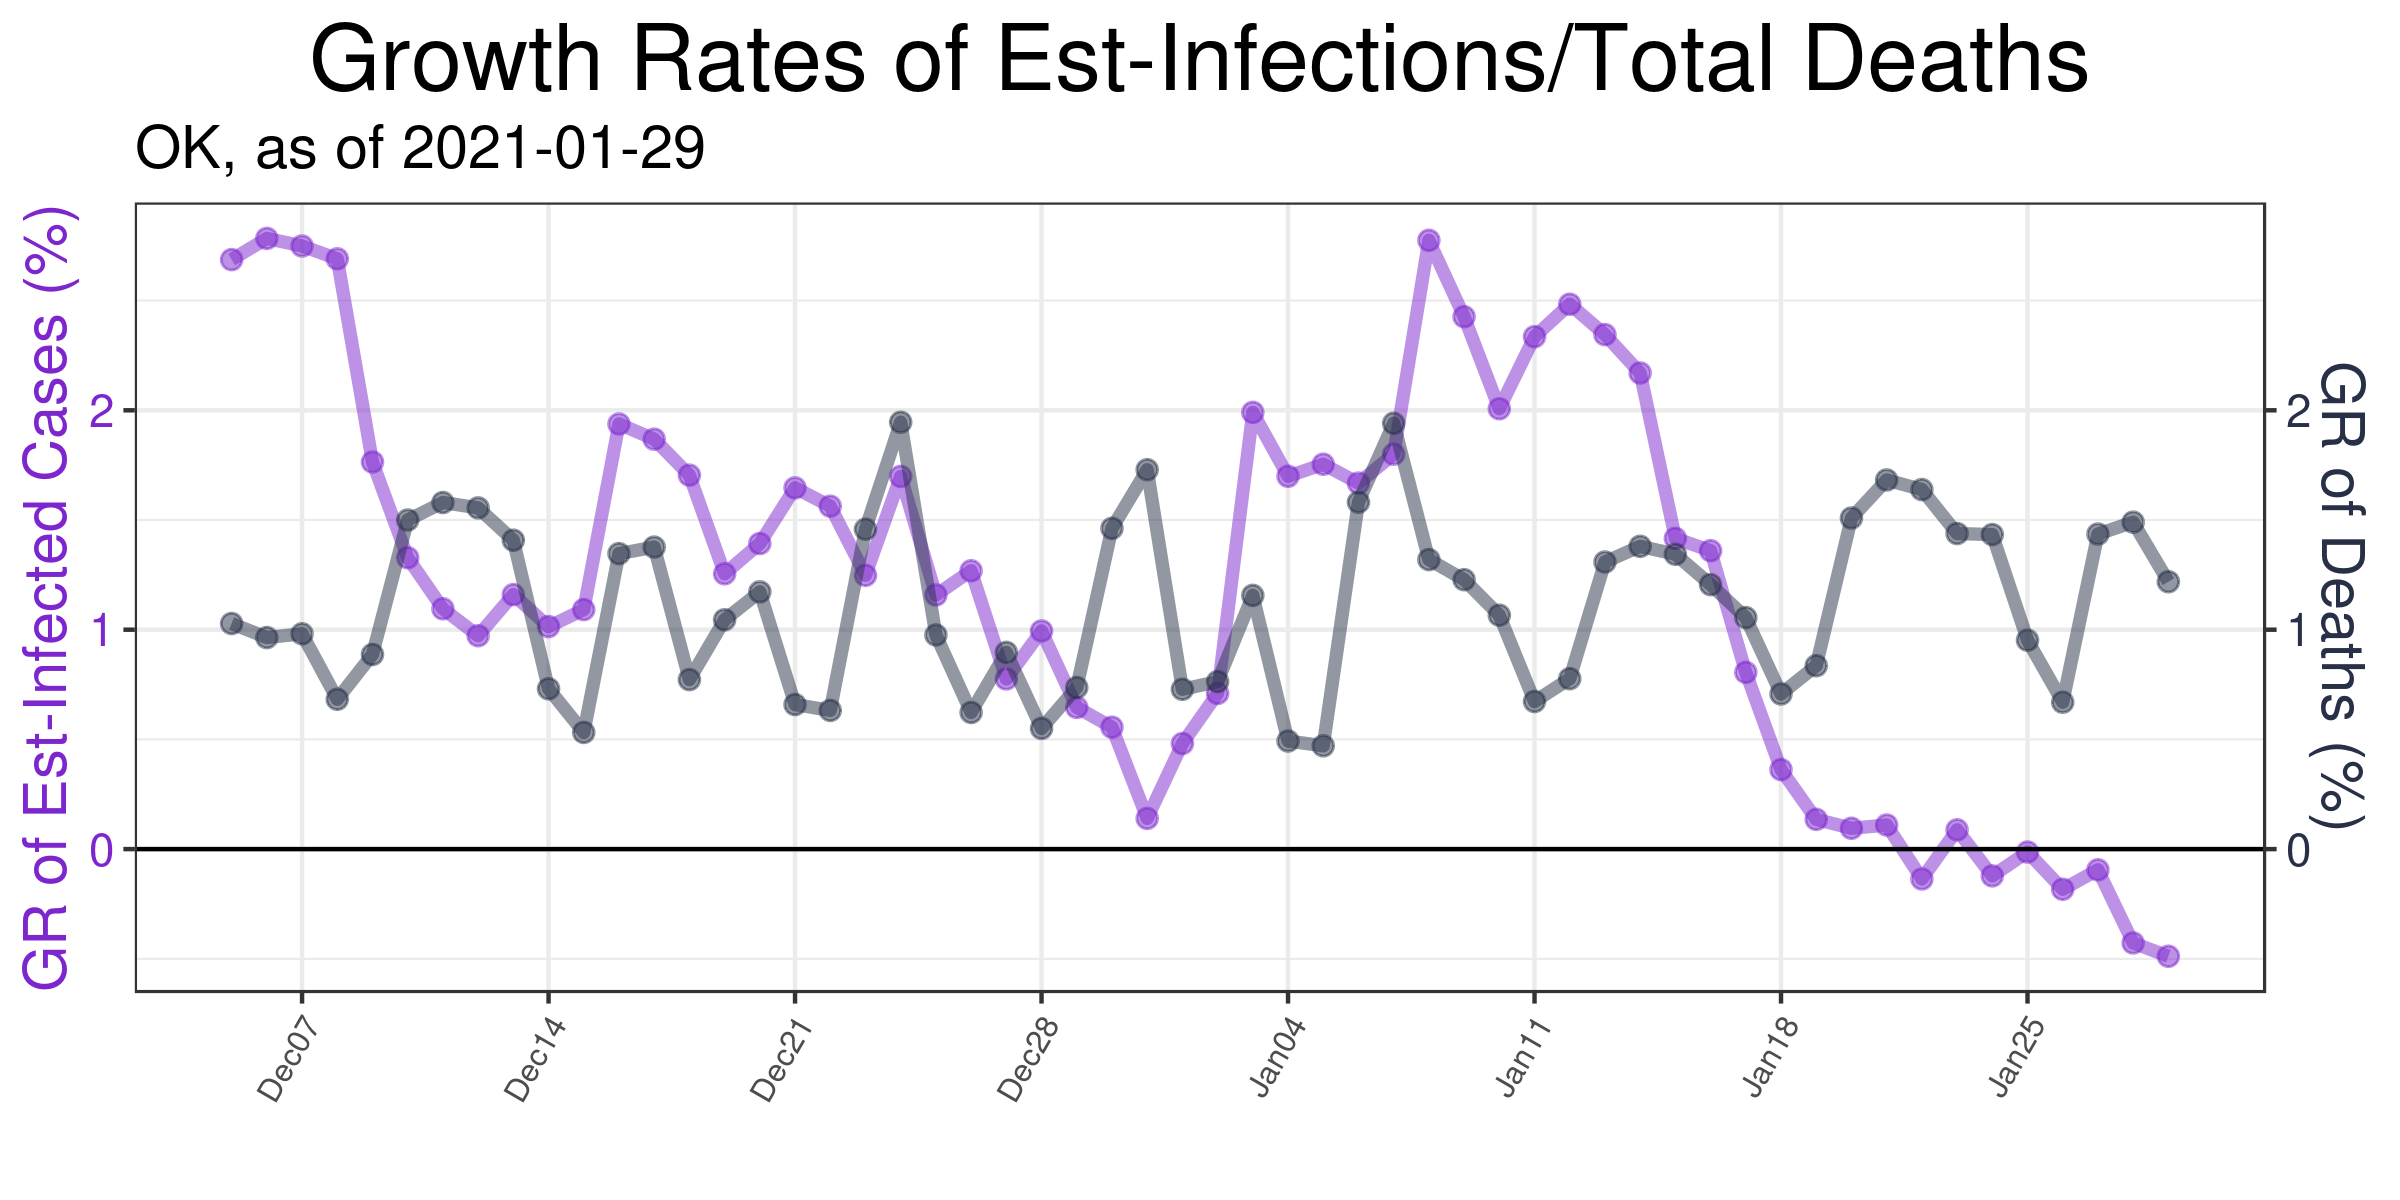 Growth Rates of Est-Infections/Total Deaths
OK, as of 2021-01-29
GR of Est-Infected Cases (%)
2
1
0
2
1
0
GR of Deaths (%)
Dec07
Dec14
Dec21
Dec28
Jan04
Jan11
Jan18
Jan25